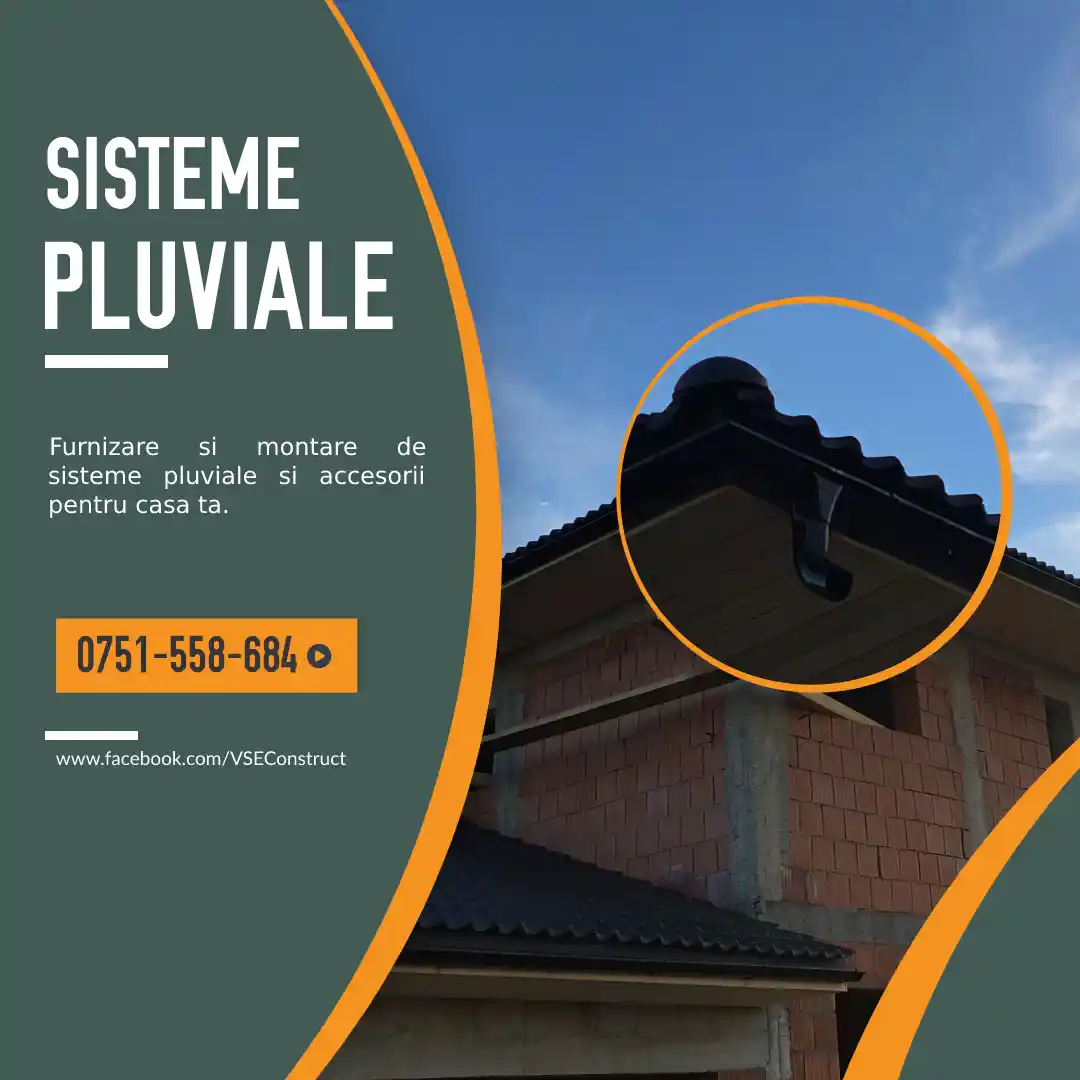 SISTEME
PLUVIALE
Furnizare si montare de
sisteme pluviale si accesorii
pentru casa ta.
0751-558-684
www.facebook.com/VSEConstruct